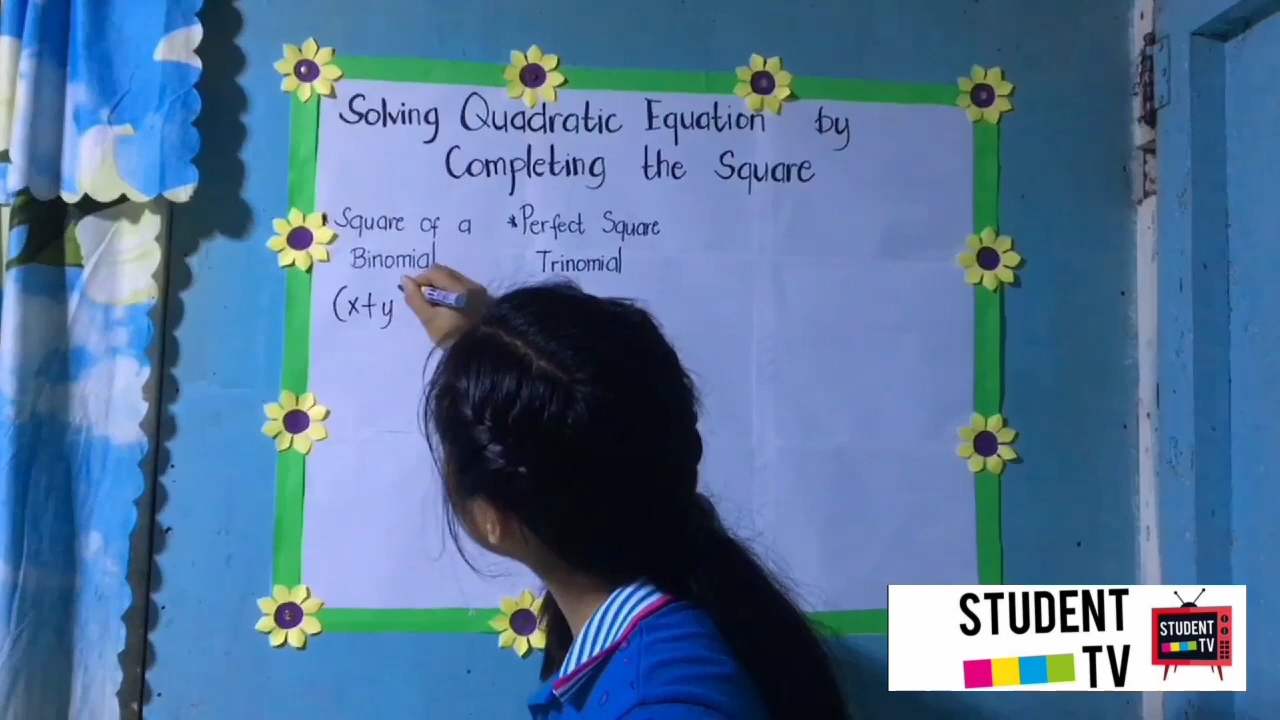 Solving Quadratic Equation by
Completing the Square
Square of a
Binomial
*Perfect Square
Trinomial
(x+y
STUDENT
TV
STUDENT
TV